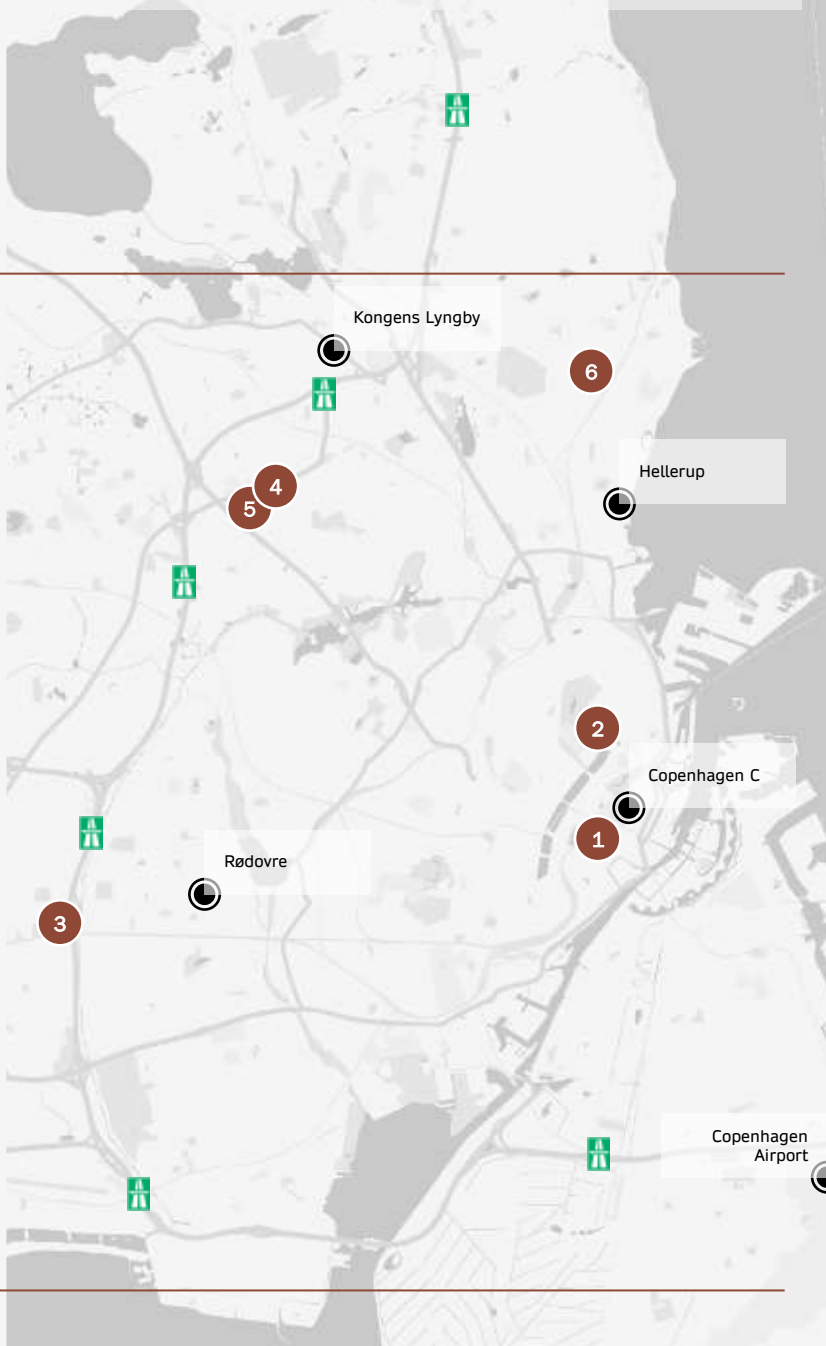 Kongens Lyngby
6
Hellerup
4
5
2
Copenhagen C
1
Rødovre
3
Copenhagen
Airport